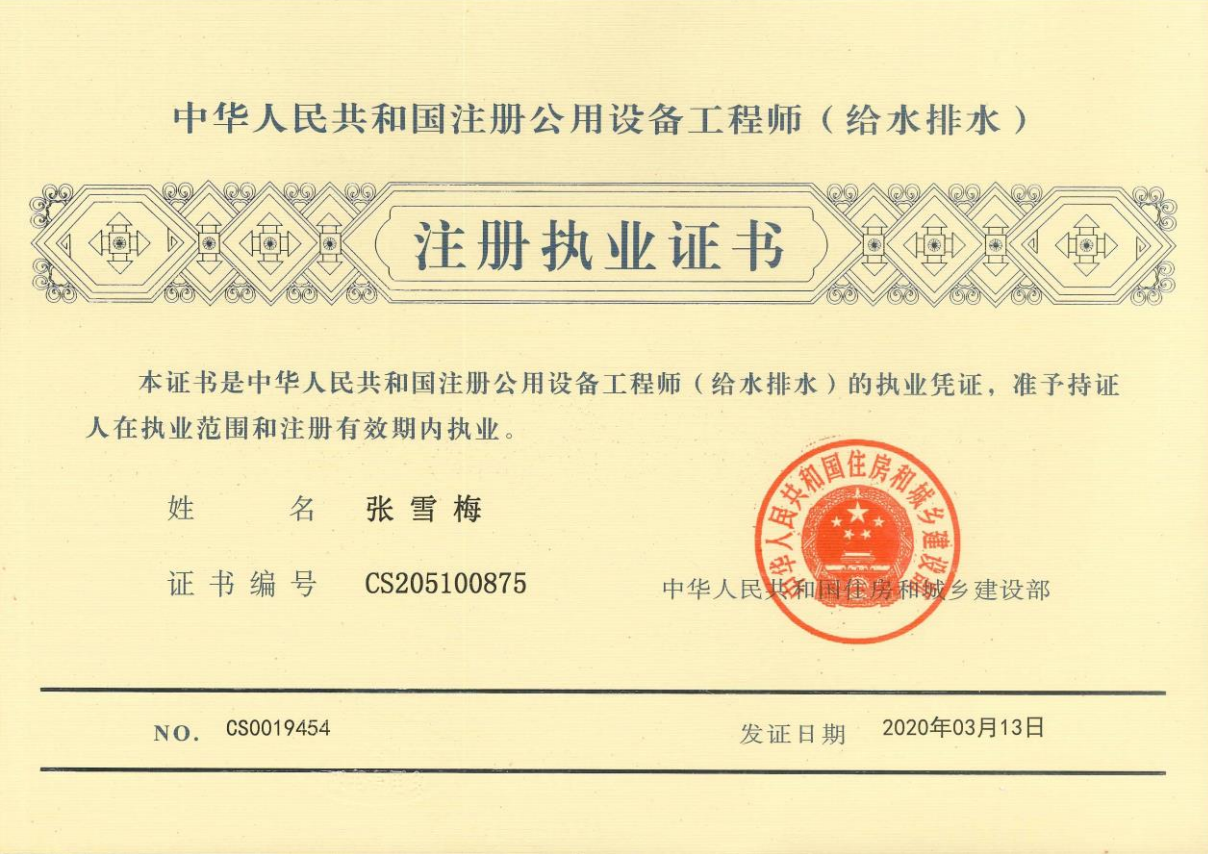 中华人民共和国注册公用设备工程师（给水排水）
注册执业证书
本证书是中华人民共和国注册公用设备工程师（给水排水）的执业凭证，准予持证
人在执业范围和注册有效期内执业。
姓 名 张雪梅
证书编号 CS205100875
中华人民共和国住房和城乡建设部
中华人民共和国住房和城乡建设部
NO. CS0019454 发证日期 2020年03月13日